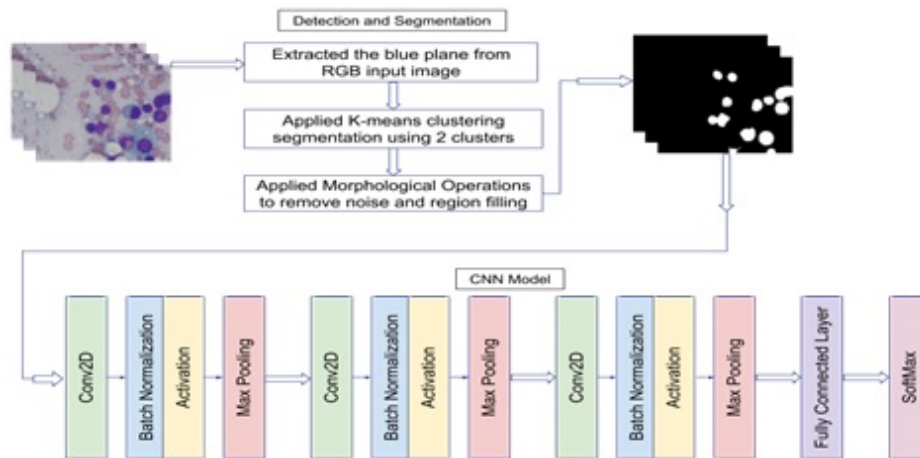 Detection and Segmentation
Extracted the blue plane from
RGB input image
Applied K-means clustering
segmentation using 2 clusters
Applied Morphological Operations
to remove noise and region filling
CNN Model
Conv2D
Batch Normalization
Activation
Max Pooling
Conv2D
Batch Normalization
Activation
Max Pooling
Conv2D
Batch Normalization
Activation
Max Pooling
Fully Connected Layer
SoftMax